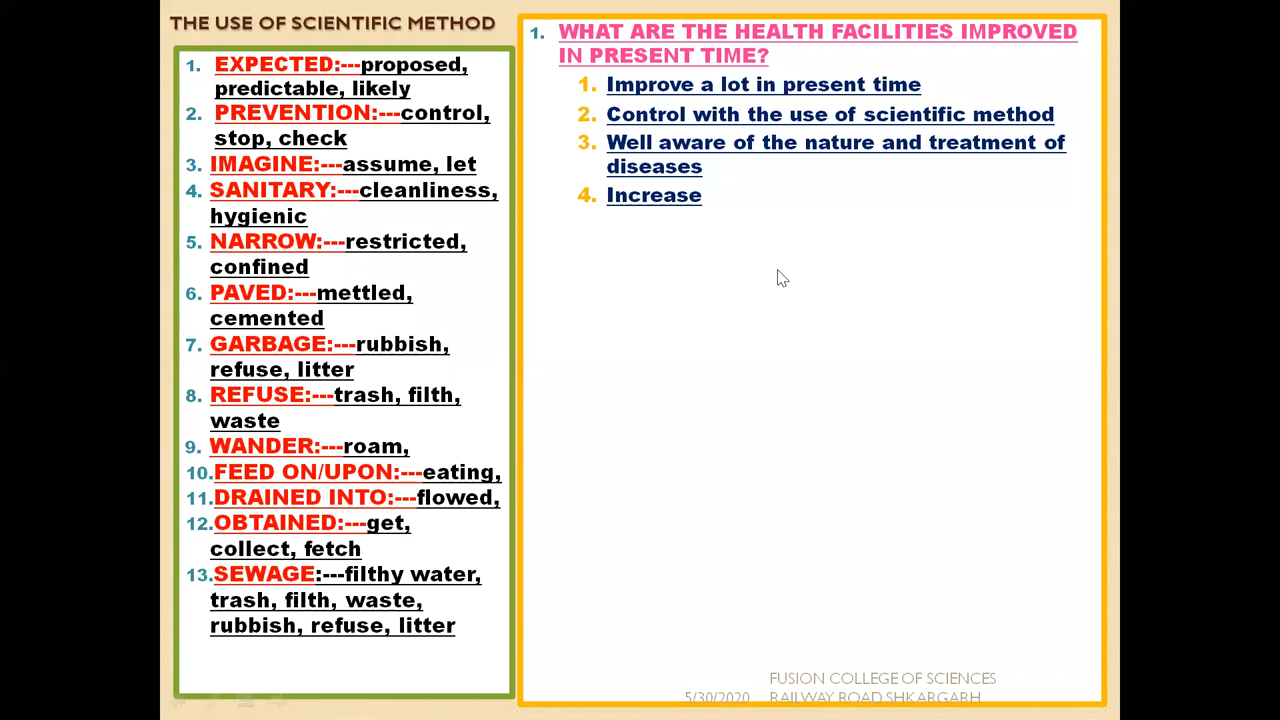 THE USE OF SCIENTIFIC METHOD
1. EXPECTED:---proposed,
predictable, likely
2. PREVENTION:---control,
stop, check
3. IMAGINE:---assume, let
4. SANITARY:---cleanliness,
hygienic
5. NARROW:---restricted,
confined
6. PAVED:---mettled,
cemented
7. GARBAGE:---rubbish,
refuse, litter
8. REFUSE:---trash, filth,
waste
9. WANDER:---roam,
10. FEED ON/UPON:---eating,
11. DRAINED INTO:---flowed,
12. OBTAINED:---get,
collect, fetch
13. SEWAGE:---filthy water,
trash, filth, waste,
rubbish, refuse, litter
1. WHAT ARE THE HEALTH FACILITIES IMPROVED
IN PRESENT TIME?
1. Improve a lot in present time
2. Control with the use of scientific method
3. Well aware of the nature and treatment of
diseases
4. Increase
FUSION COLLEGE OF SCIENCES
5/30/2020 RAILWAY ROAD SHKARGARH